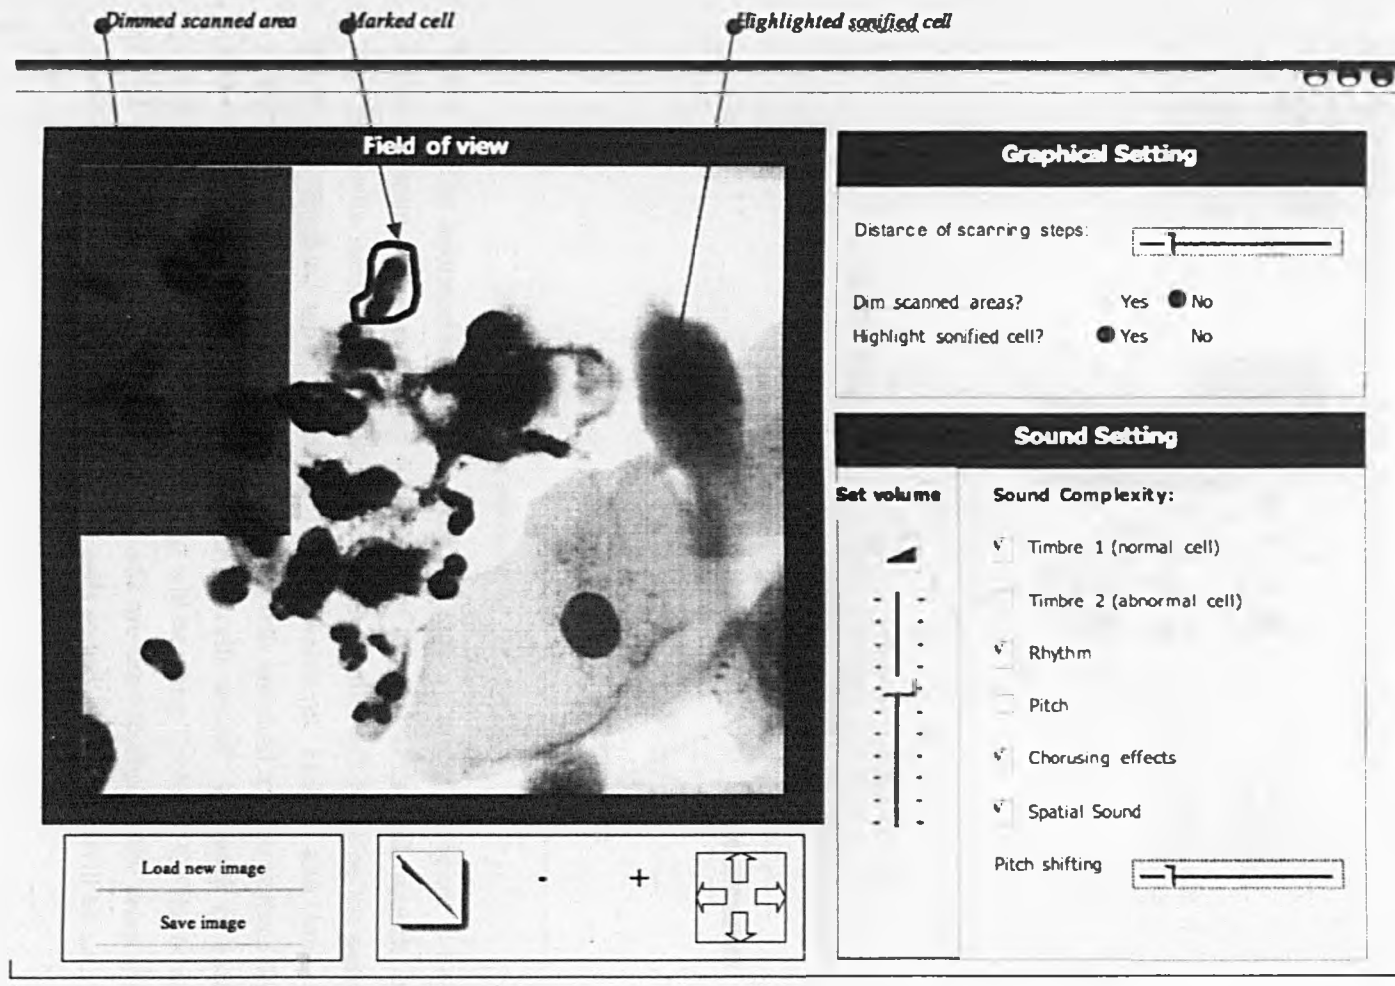 Dimmed scanned area
Marked cell
Highlighted sonified cell
Field of view
Graphical Setting
Distance of scanning steps:
Dim scanned areas? Yes No
Highlight sonified cell? Yes No
Sound Setting
Set volume
Sound Complexity:
Timbre 1 (normal cell)
Timbre 2 (abnormal cell)
Rhythm
Pitch
Chorusing effects
Spatial Sound
Pitch shifting
Load new image
Save image
- +